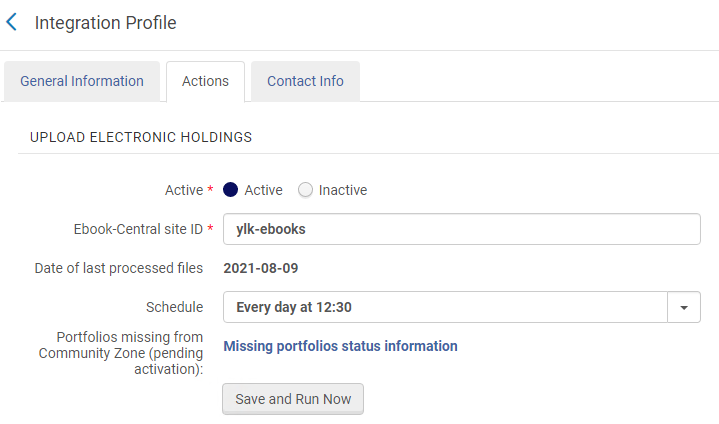 Integration Profile
General Information
Actions
Contact Info
UPLOAD ELECTRONIC HOLDINGS
Active * Active Inactive
Ebook-Central site ID * ylk-ebooks
Date of last processed files 2021-08-09
Schedule Every day at 12:30
Portfolios missing from
Community Zone (pending
activation):
Missing portfolios status information
Save and Run Now